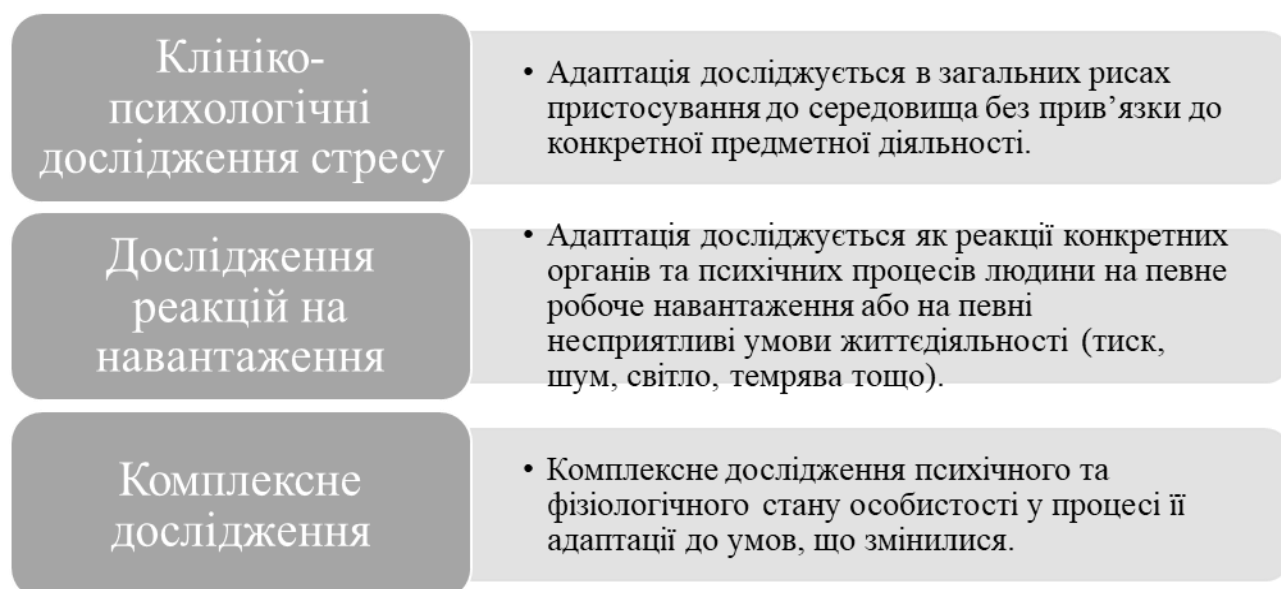 Клініко-
психологічні
дослідження стресу
• Адаптація досліджується в загальних рисах
пристосування до середовища без прив’язки до
конкретної предметної діяльності.
Дослідження
реакцій на
навантаження
• Адаптація досліджується як реакції конкретних
органів та психічних процесів людини на певне
робоче навантаження або на певні
несприятливі умови життєдіяльності (тиск,
шум, світло, темрява тощо).
Комплексне
дослідження
• Комплексне дослідження психічного та
фізіологічного стану особистості у процесі її
адаптації до умов, що змінилися.